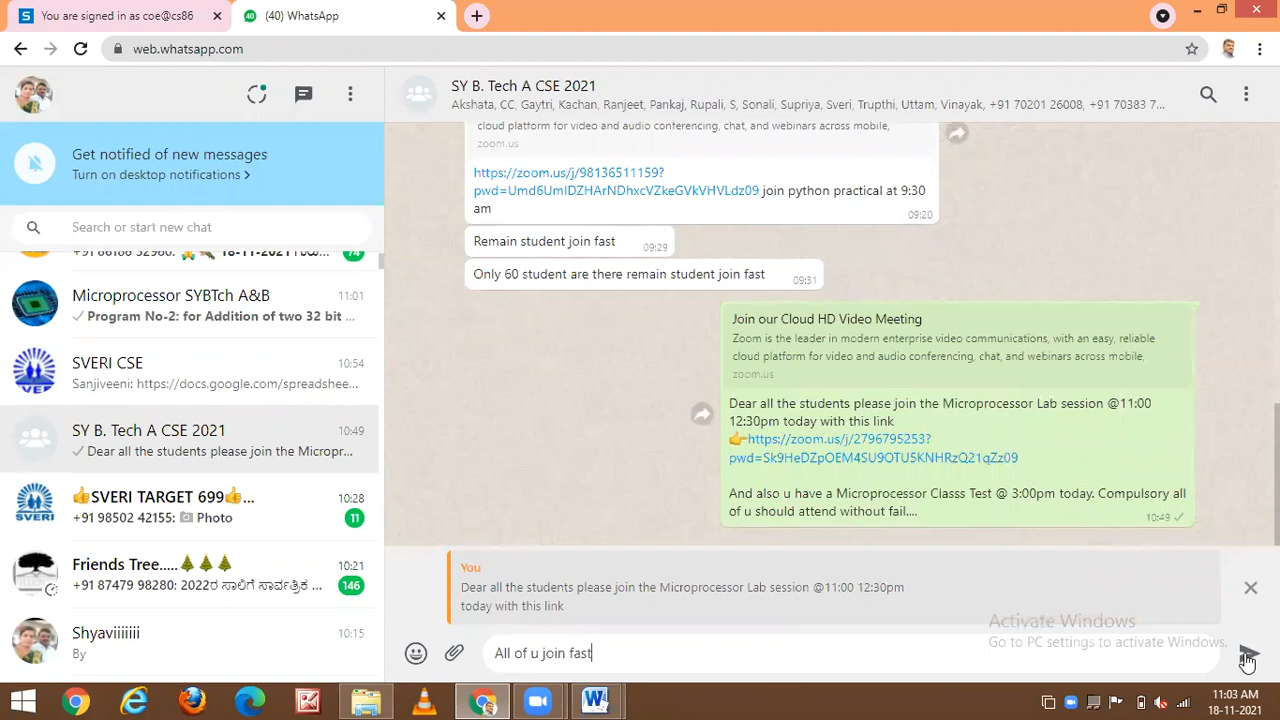 You are signed in as coe@cs86
(40) WhatsApp
web.whatsapp.com
SY B. Tech A CSE 2021
Akshata, CC, Gaytri, Kachan, Ranjeet, Pankaj, Rupali, S, Sonali, Supriya, Sveri, Trupthi, Uttam, Vinayak, +91 70201 26008, +91 70383 7...
Get notified of new messages
Turn on desktop notifications >
Search or start new chat
18-11-2021
74
Microprocessor SYBTch A&B 11:01
✓ Program No-2: for Addition of two 32 bit ...
SVERI CSE 10:54
Sanjiveeni: https://docs.google.com/spreadshee...
SY B. Tech A CSE 2021 10:49
✓ Dear all the students please join the Micropr...
👍SVERI TARGET 699👍... 10:28
+91 98502 42155: 📷 Photo 11
Friends Tree.....🌲🌲🌲 10:21
+91 87479 98280: 2022ರ ಸಾಲಿಗೆ ಸಾರ್ವತ್ರಿಕ ... 146
Shyaviiiiiii 10:15
By
cloud platform for video and audio conferencing, chat, and webinars across mobile,
zoom.us
https://zoom.us/j/98136511159?
pwd=Umd6UmlDZHArNDhxcVZkeGVkVHVLdz09 join python practical at 9:30
am
09:20
Remain student join fast 09:29
Only 60 student are there remain student join fast 09:31
Join our Cloud HD Video Meeting
Zoom is the leader in modern enterprise video communications, with an easy, reliable
cloud platform for video and audio conferencing, chat, and webinars across mobile,
zoom.us
Dear all the students please join the Microprocessor Lab session @11:00
12:30pm today with this link
👉https://zoom.us/j/2796795253?
pwd=Sk9HeDZpOEM4SU9OTU5KNHRzQ21qZz09
And also u have a Microprocessor Classs Test @ 3:00pm today. Compulsory all
of u should attend without fail....
10:49 ✓
You
Dear all the students please join the Microprocessor Lab session @11:00 12:30pm
today with this link
Activate Windows
Go to PC settings to activate Windows.
All of u join fast
11:03 AM
18-11-2021